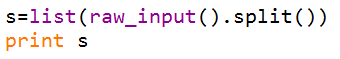 s=list(raw_input().split())
print s